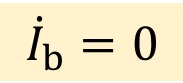 İ_b = 0